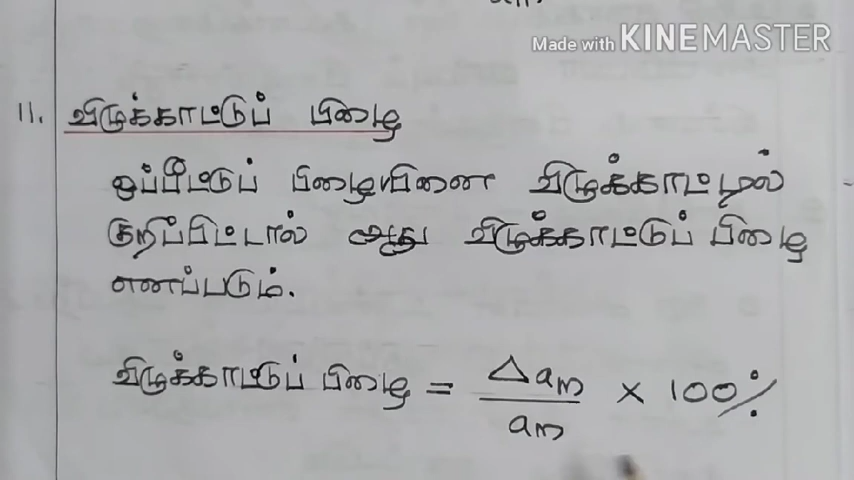 Made with KINEMASTER
11. விழுக்காட்டுப் பிழை
ஒப்பீட்டுப் பிழையினை விழுக்காட்டில்
குறிப்பிட்டால் அது விழுக்காட்டுப் பிழை
எனப்படும்.
விழுக்காட்டுப் பிழை = Δaₘ / aₘ × 100%